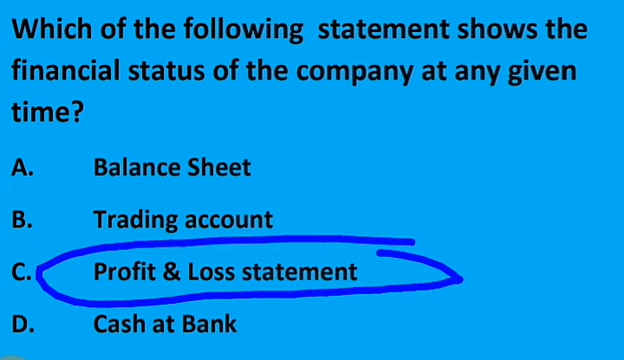 Which of the following statement shows the
financial status of the company at any given
time?
A. Balance Sheet
B. Trading account
C. Profit & Loss statement
D. Cash at Bank